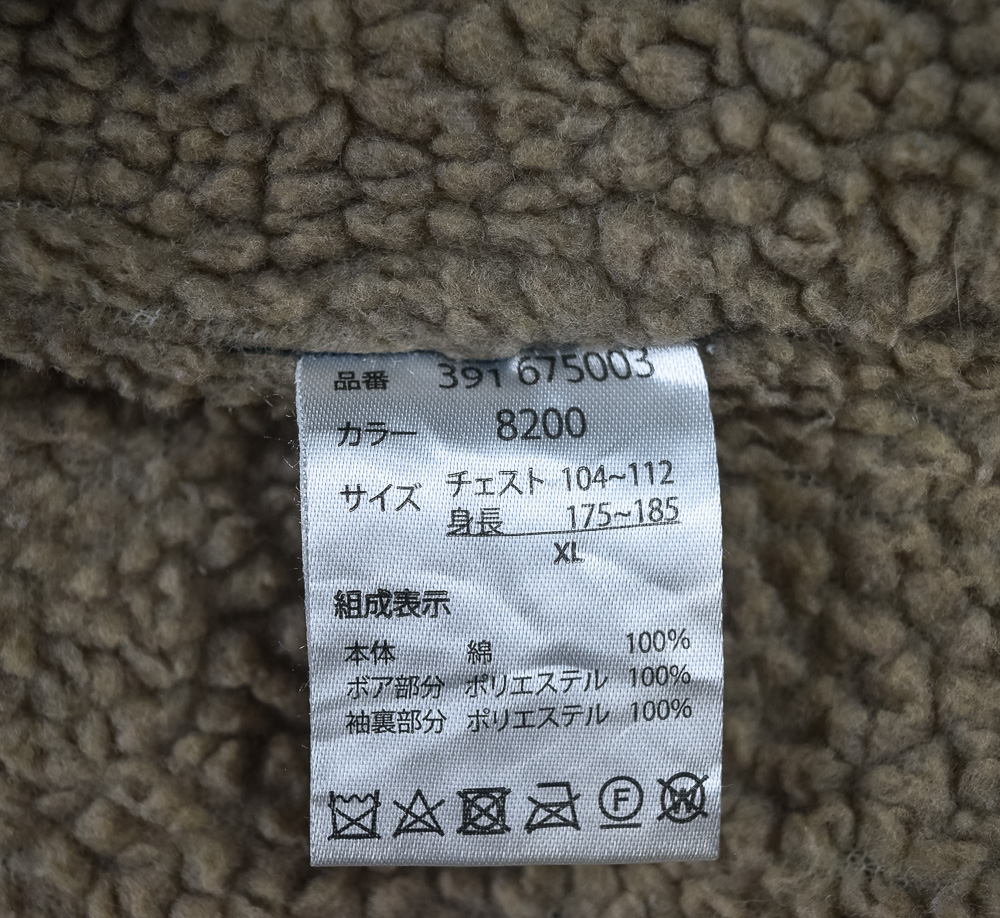 品番 391 675003
カラー 8200
サイズ チェスト 104~112
身長 175~185
XL
組成表示
本体 綿 100%
ボア部分 ポリエステル 100%
袖裏部分 ポリエステル 100%
F W